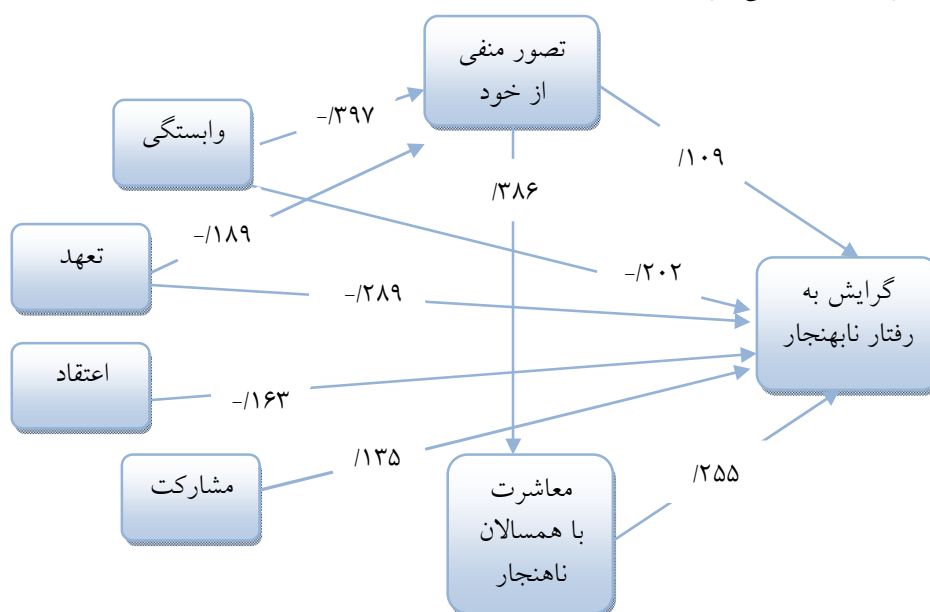 تصور منفی
از خود
وابستگی
-/۳۹۷
/۱۰۹
/۳۸۶
-/۱۸۹
تعهد
-/۲۰۲
-/۲۸۹
گرایش به
رفتار نابهنجار
اعتقاد
-/۱۶۳
/۱۳۵
مشارکت
معاشرت
با همسالان
ناهنجار
/۲۵۵